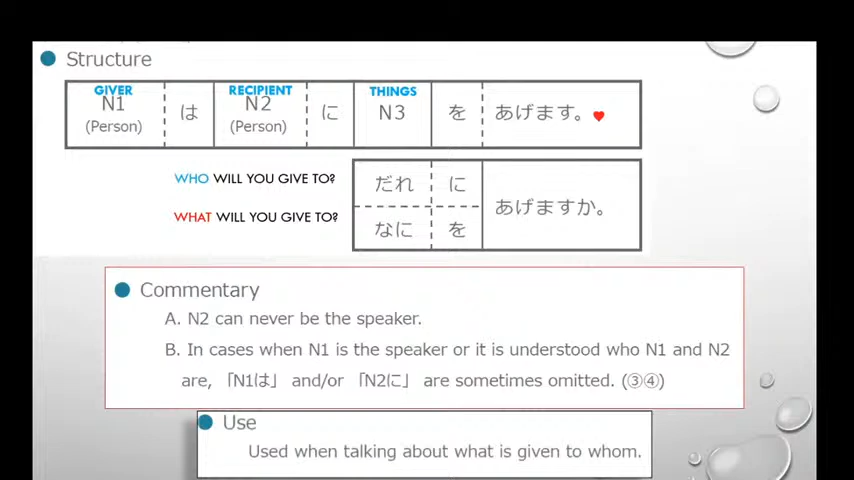 Structure
GIVER RECIPIENT THINGS
N1 は N2 に N3 を あげます。
(Person) (Person)
WHO WILL YOU GIVE TO? だれ に
あげますか。
WHAT WILL YOU GIVE TO? なに を
Commentary
A. N2 can never be the speaker.
B. In cases when N1 is the speaker or it is understood who N1 and N2
are, 「N1は」 and/or 「N2に」 are sometimes omitted. (③④)
Use
Used when talking about what is given to whom.